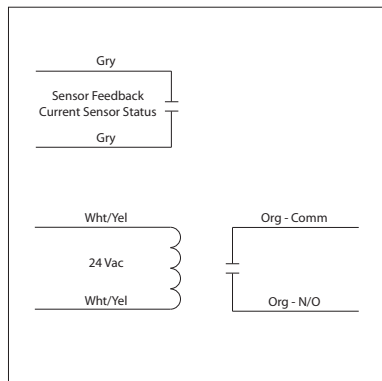 Gry
Sensor Feedback
Current Sensor Status
Gry
Wht/Yel
Org - Comm
24 Vac
Wht/Yel
Org - N/O